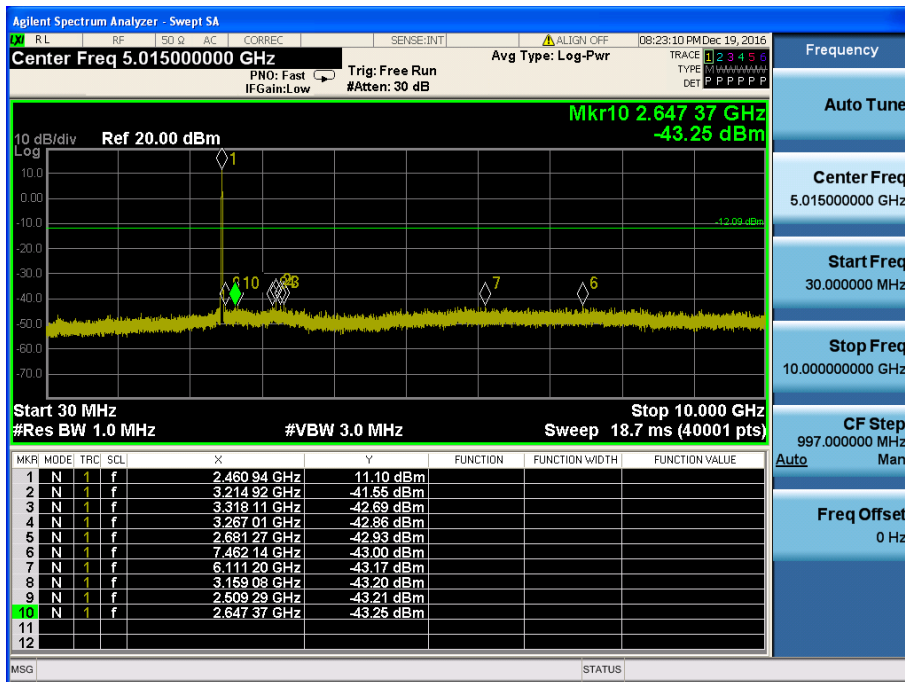 Agilent Spectrum Analyzer - Swept SA
LXI RL RF 50 Ω AC CORREC SENSE:INT ALIGN OFF 08:23:10 PM Dec 19, 2016
Center Freq 5.015000000 GHz
PNO: Fast
IFGain:Low
Trig: Free Run
#Atten: 30 dB
Avg Type: Log-Pwr
TRACE 1 2 3 4 5 6
TYPE M W W W W W
DET P P P P P P
Mkr10 2.647 37 GHz
-43.25 dBm
10 dB/div Ref 20.00 dBm
Log
10.0
0.00
-10.0
-20.0
-30.0
-40.0
-50.0
-60.0
-70.0
-12.09 dBm
1
10
7
6
Start 30 MHz Stop 10.000 GHz
#Res BW 1.0 MHz #VBW 3.0 MHz Sweep 18.7 ms (40001 pts)
MKR MODE TRC SCL X Y FUNCTION FUNCTION WIDTH FUNCTION VALUE
1 N 1 f 2.460 94 GHz 11.10 dBm
2 N 1 f 3.214 92 GHz -41.55 dBm
3 N 1 f 3.318 11 GHz -42.69 dBm
4 N 1 f 3.267 01 GHz -42.86 dBm
5 N 1 f 2.681 27 GHz -42.93 dBm
6 N 1 f 7.462 14 GHz -43.00 dBm
7 N 1 f 6.111 20 GHz -43.17 dBm
8 N 1 f 3.159 08 GHz -43.20 dBm
9 N 1 f 2.509 29 GHz -43.21 dBm
10 N 1 f 2.647 37 GHz -43.25 dBm
11
12
MSG STATUS
Frequency
Auto Tune
Center Freq
5.015000000 GHz
Start Freq
30.000000 MHz
Stop Freq
10.000000000 GHz
CF Step
997.000000 MHz
Auto Man
Freq Offset
0 Hz